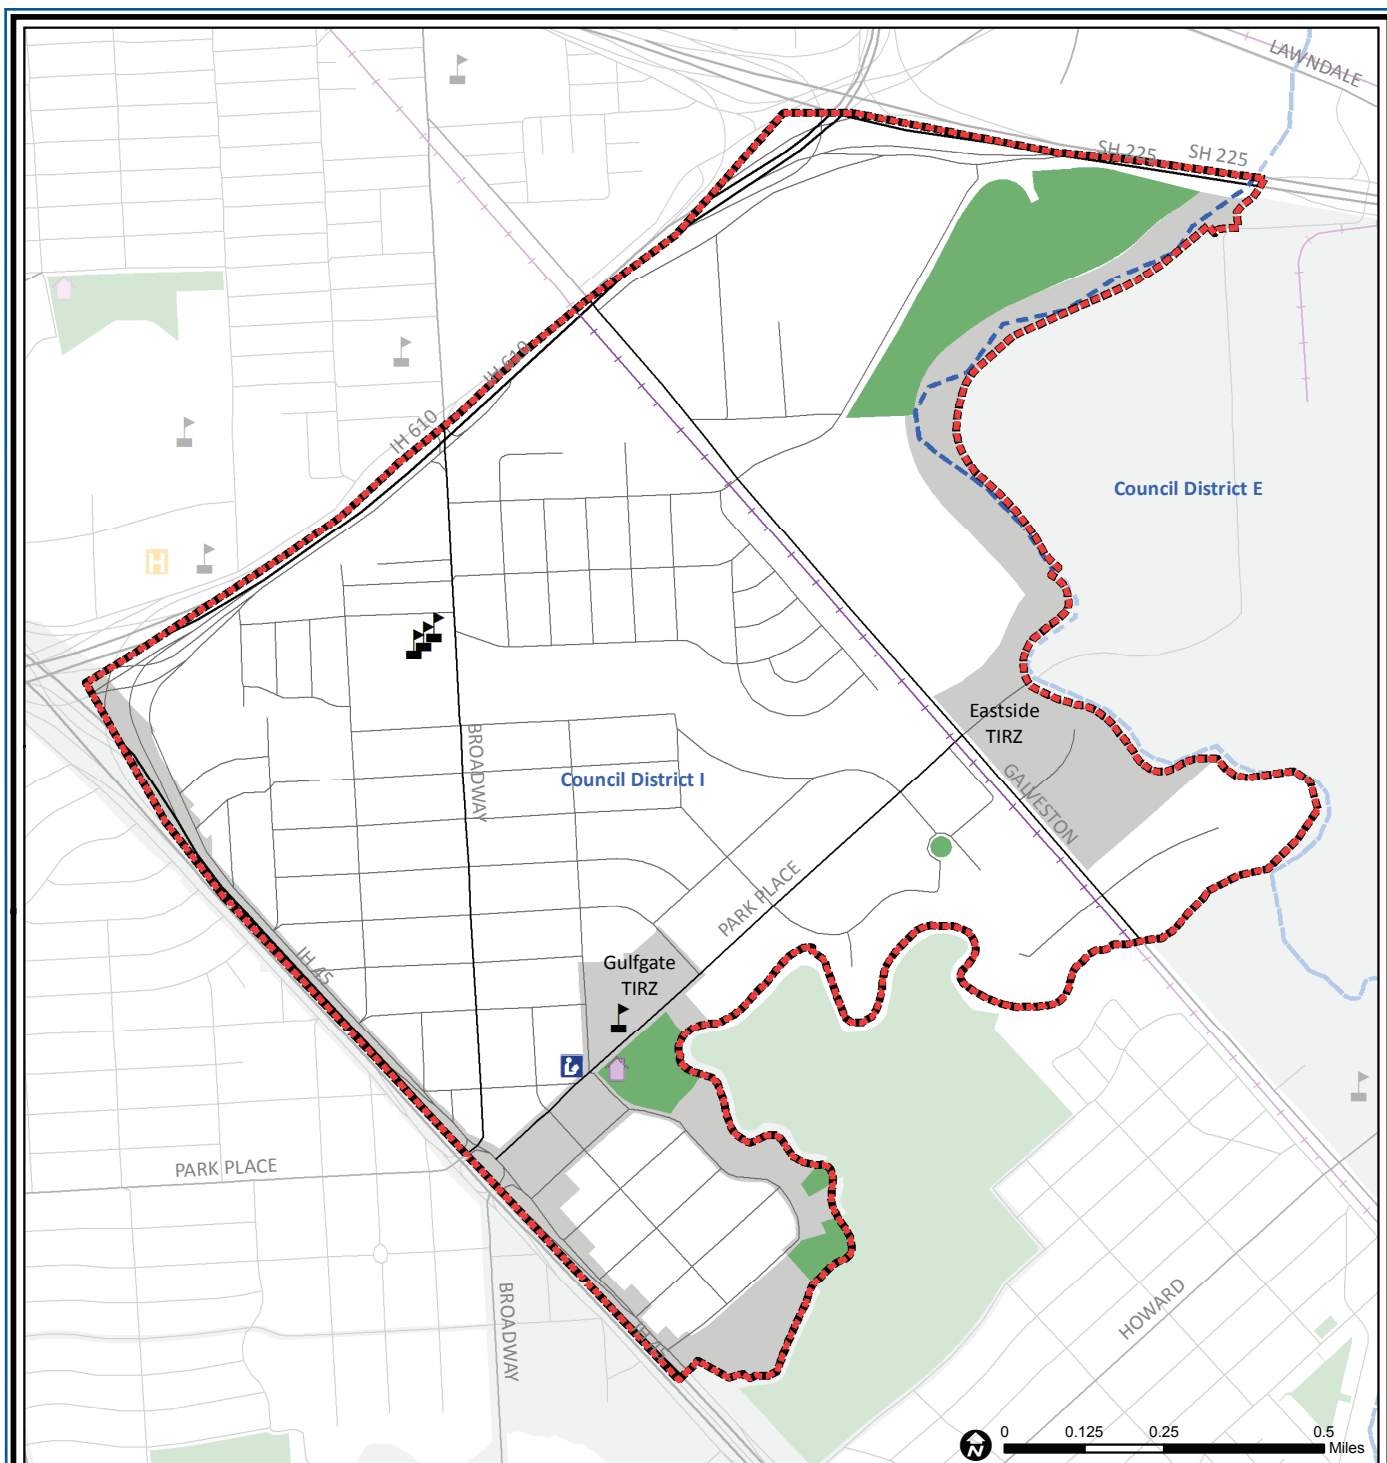 LAWNDALE
SH 225
SH 225
IH 610
IH 610
Council District E
H
Eastside
TIRZ
BROADWAY
Council District I
GALVESTON
PARK PLACE
Gulfgate
TIRZ
IH 45
PARK PLACE
BROADWAY
HOWARD
N
0 0.125 0.25 0.5
Miles